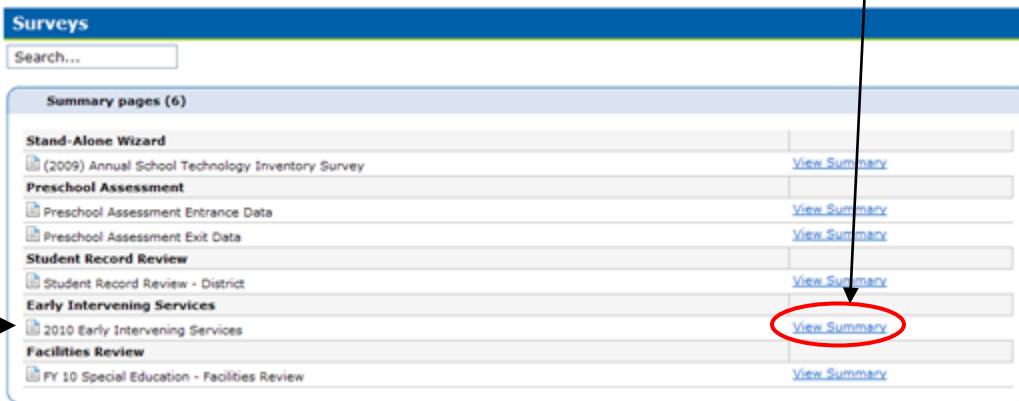 Surveys
Search...
Summary pages (6)
Stand-Alone Wizard
(2009) Annual School Technology Inventory Survey View Summary
Preschool Assessment
Preschool Assessment Entrance Data View Summary
Preschool Assessment Exit Data View Summary
Student Record Review
Student Record Review - District View Summary
Early Intervening Services
2010 Early Intervening Services View Summary
Facilities Review
FY 10 Special Education - Facilities Review View Summary